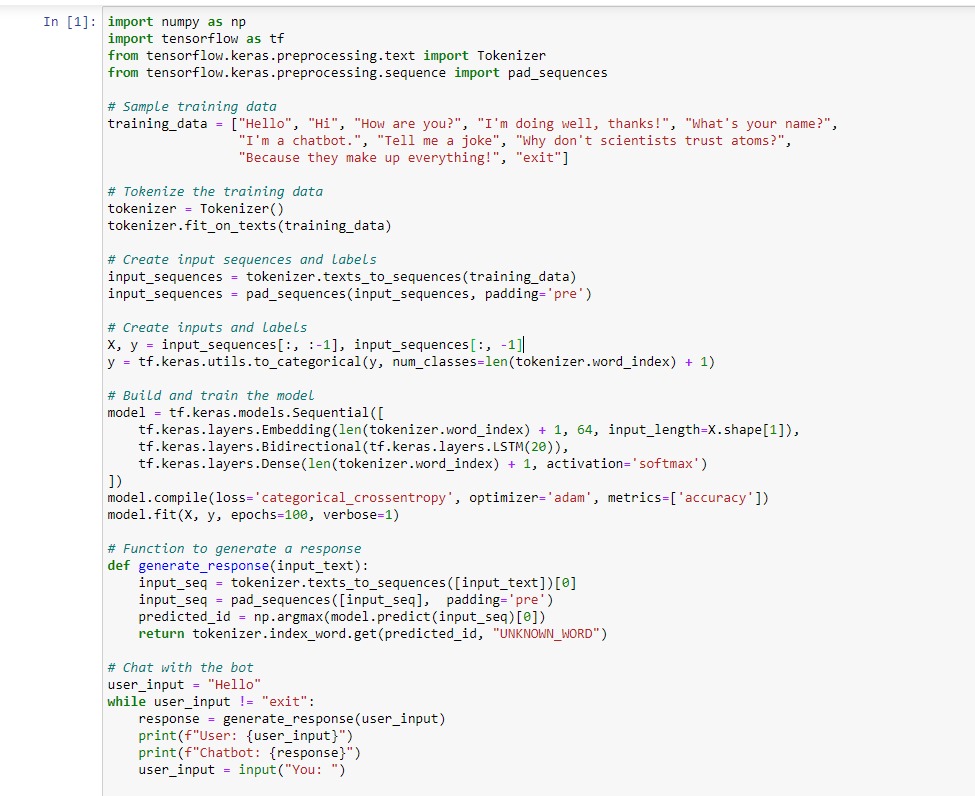 In [1]: import numpy as np
import tensorflow as tf
from tensorflow.keras.preprocessing.text import Tokenizer
from tensorflow.keras.preprocessing.sequence import pad_sequences
# Sample training data
training_data = ["Hello", "Hi", "How are you?", "I'm doing well, thanks!", "What's your name?",
                 "I'm a chatbot.", "Tell me a joke", "Why don't scientists trust atoms?",
                 "Because they make up everything!", "exit"]
# Tokenize the training data
tokenizer = Tokenizer()
tokenizer.fit_on_texts(training_data)
# Create input sequences and labels
input_sequences = tokenizer.texts_to_sequences(training_data)
input_sequences = pad_sequences(input_sequences, padding='pre')
# Create inputs and labels
X, y = input_sequences[:, :-1], input_sequences[:, -1]
y = tf.keras.utils.to_categorical(y, num_classes=len(tokenizer.word_index) + 1)
# Build and train the model
model = tf.keras.models.Sequential([
    tf.keras.layers.Embedding(len(tokenizer.word_index) + 1, 64, input_length=X.shape[1]),
    tf.keras.layers.Bidirectional(tf.keras.layers.LSTM(20)),
    tf.keras.layers.Dense(len(tokenizer.word_index) + 1, activation='softmax')
])
model.compile(loss='categorical_crossentropy', optimizer='adam', metrics=['accuracy'])
model.fit(X, y, epochs=100, verbose=1)
# Function to generate a response
def generate_response(input_text):
    input_seq = tokenizer.texts_to_sequences([input_text])[0]
    input_seq = pad_sequences([input_seq],  padding='pre')
    predicted_id = np.argmax(model.predict(input_seq)[0])
    return tokenizer.index_word.get(predicted_id, "UNKNOWN_WORD")
# Chat with the bot
user_input = "Hello"
while user_input != "exit":
    response = generate_response(user_input)
    print(f"User: {user_input}")
    print(f"Chatbot: {response}")
    user_input = input("You: ")